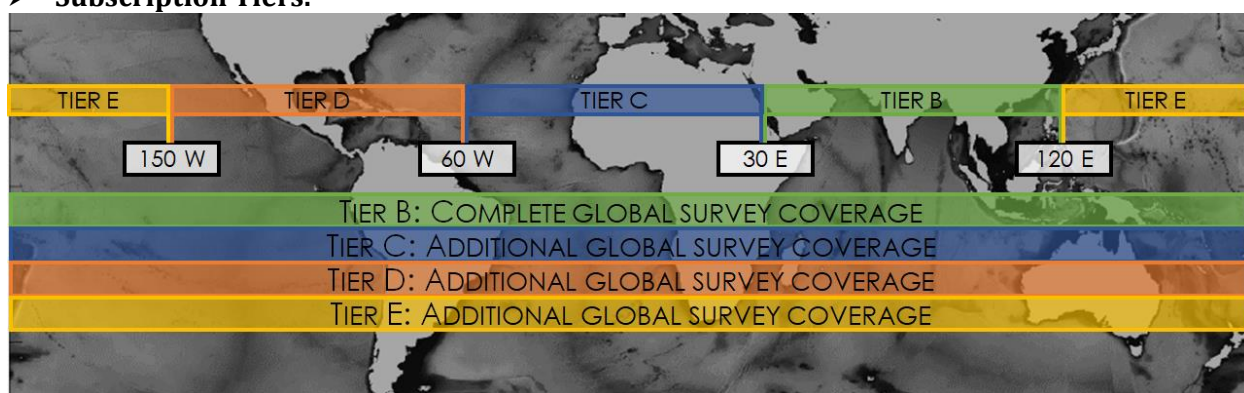 ➤ Subscription Tiers:
TIER E TIER D TIER C TIER B TIER E
150 W 60 W 30 E 120 E
TIER B: COMPLETE GLOBAL SURVEY COVERAGE
TIER C: ADDITIONAL GLOBAL SURVEY COVERAGE
TIER D: ADDITIONAL GLOBAL SURVEY COVERAGE
TIER E: ADDITIONAL GLOBAL SURVEY COVERAGE